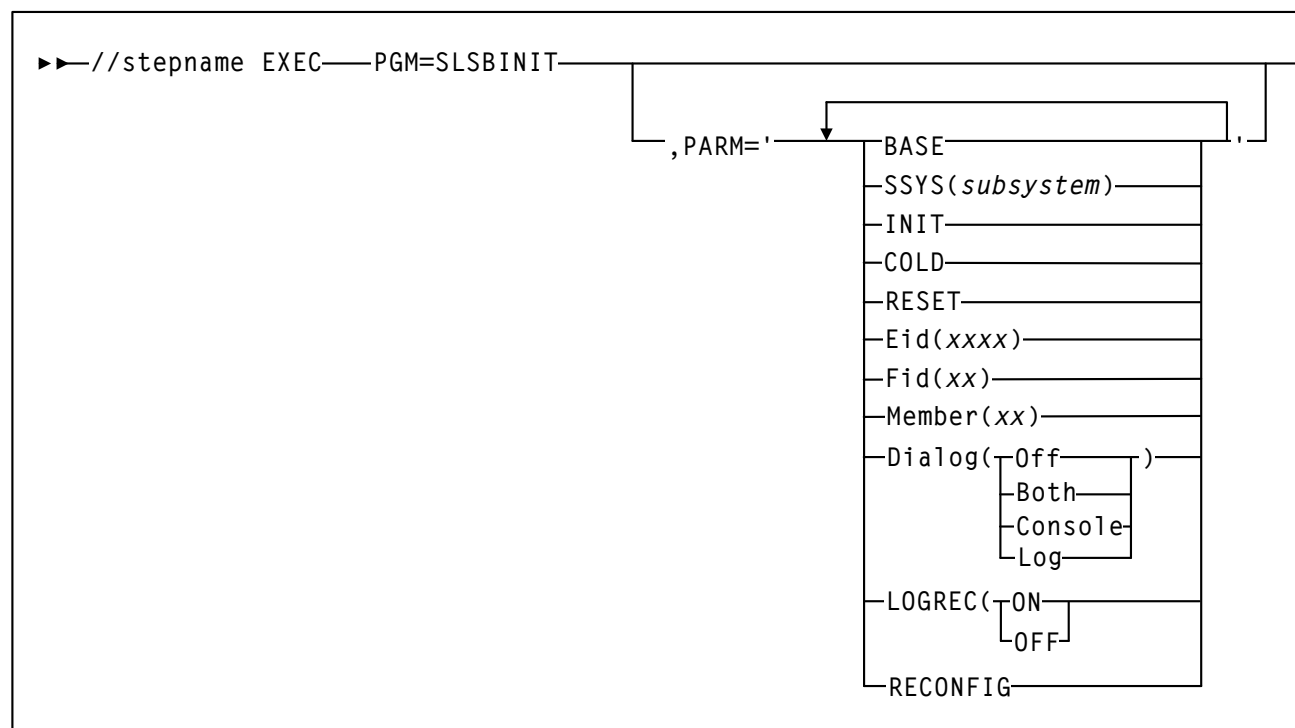 //stepname EXEC PGM=SLSBINIT
,PARM=' BASE '
SSYS(subsystem)
INIT
COLD
RESET
Eid(xxxx)
Fid(xx)
Member(xx)
Dialog( Off )
Both
Console
Log
LOGREC( ON
OFF
RECONFIG